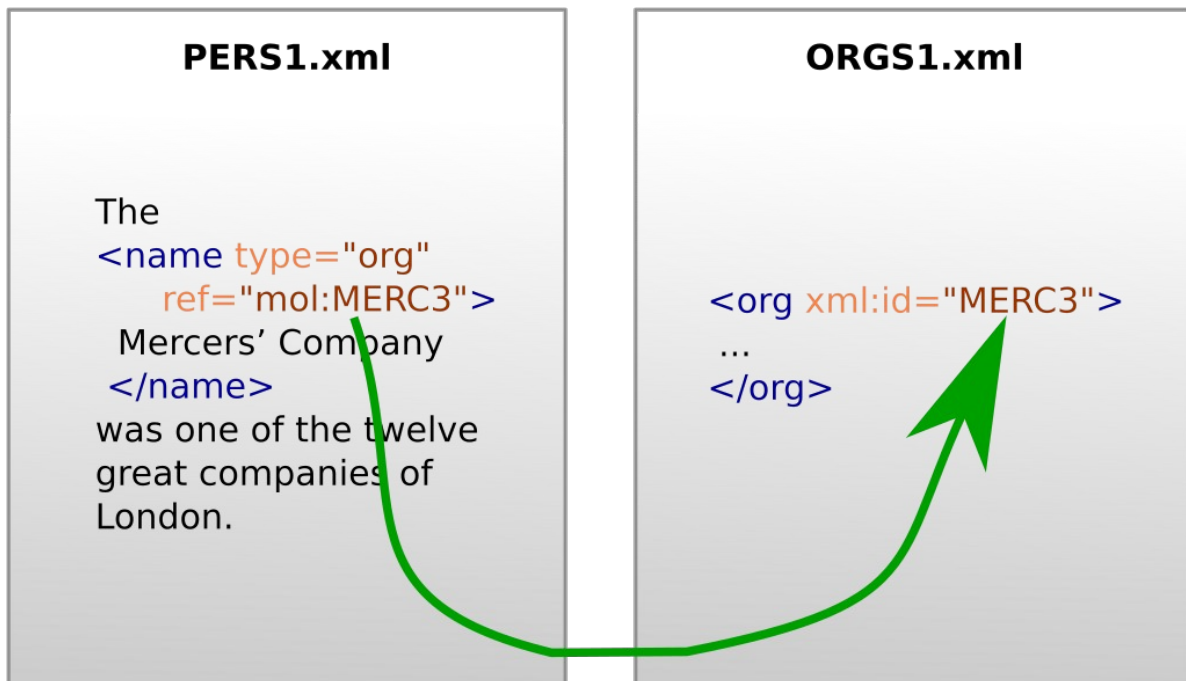 PERS1.xml
The
<name type="org"
ref="mol:MERC3">
Mercers’ Company
</name>
was one of the twelve
great companies of
London.
ORGS1.xml
<org xml:id="MERC3">
...
</org>